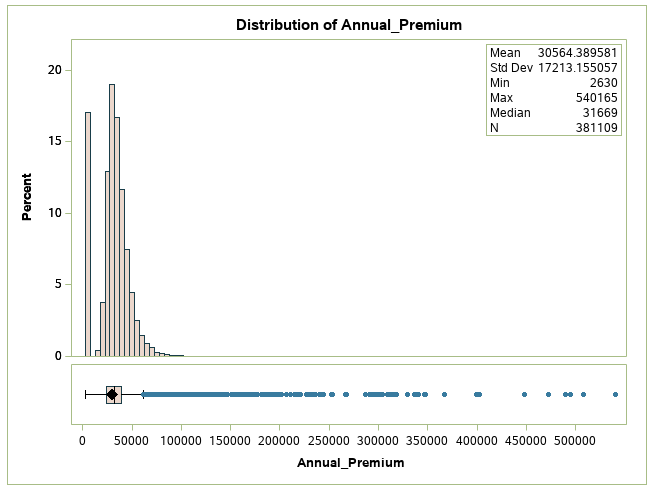 Distribution of Annual_Premium
Mean 30564.389581
Std Dev 17213.155057
Min 2630
Max 540165
Median 31669
N 381109
20
15
10
5
0
Percent
0 50000 100000 150000 200000 250000 300000 350000 400000 450000 500000
Annual_Premium